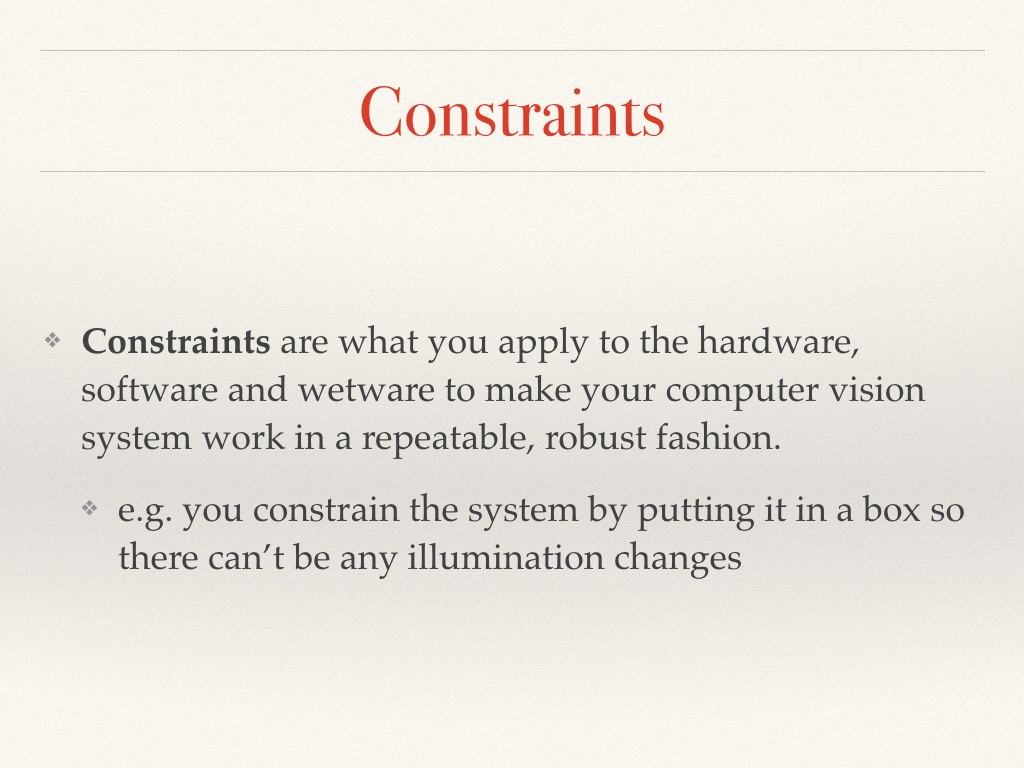 Constraints
❖ Constraints are what you apply to the hardware,
software and wetware to make your computer vision
system work in a repeatable, robust fashion.
❖ e.g. you constrain the system by putting it in a box so
there can’t be any illumination changes